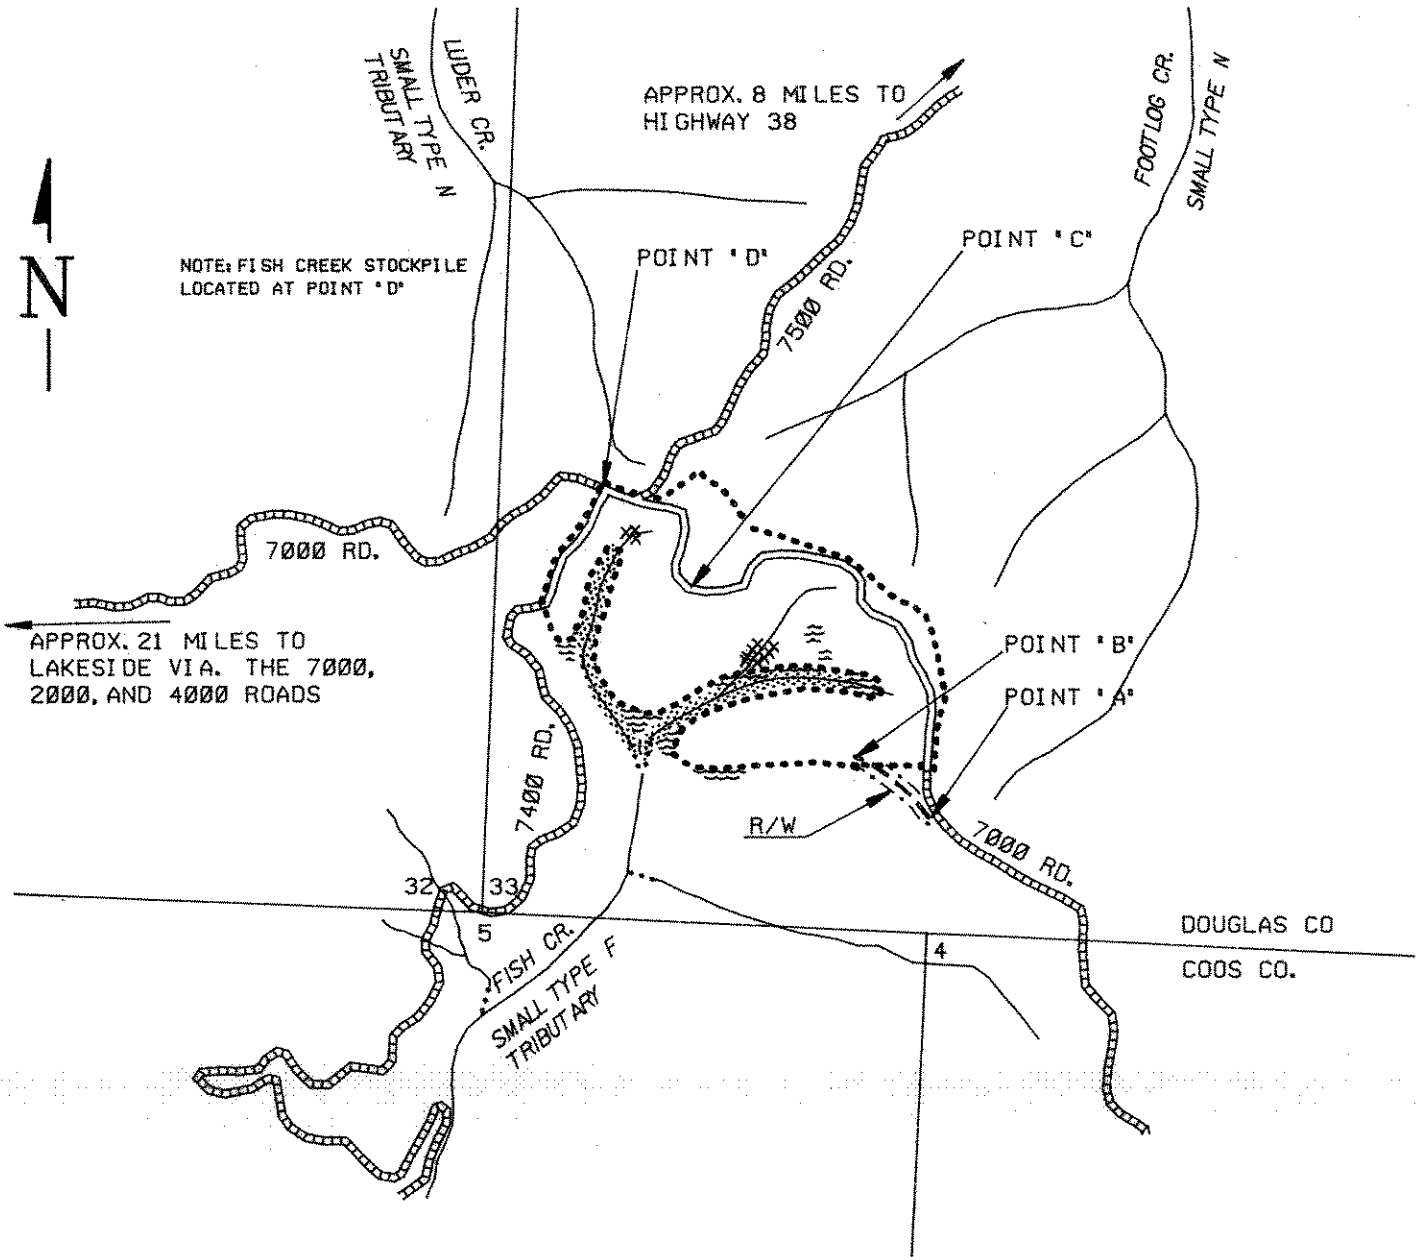 LUDER CR.
SMALL TYPE N
TRIBUTARY
APPROX. 8 MILES TO
HIGHWAY 38
FOOTLOG CR.
SMALL TYPE N
N
NOTE: FISH CREEK STOCKPILE
LOCATED AT POINT "D"
POINT "D"
POINT "C"
7500 RD.
7000 RD.
APPROX. 21 MILES TO
LAKESIDE VIA. THE 7000,
2000, AND 4000 ROADS
POINT "B"
POINT "A"
7400 RD.
R/W
7000 RD.
32
33
5
4
FISH CR.
SMALL TYPE F
TRIBUTARY
DOUGLAS CO
COOS CO.